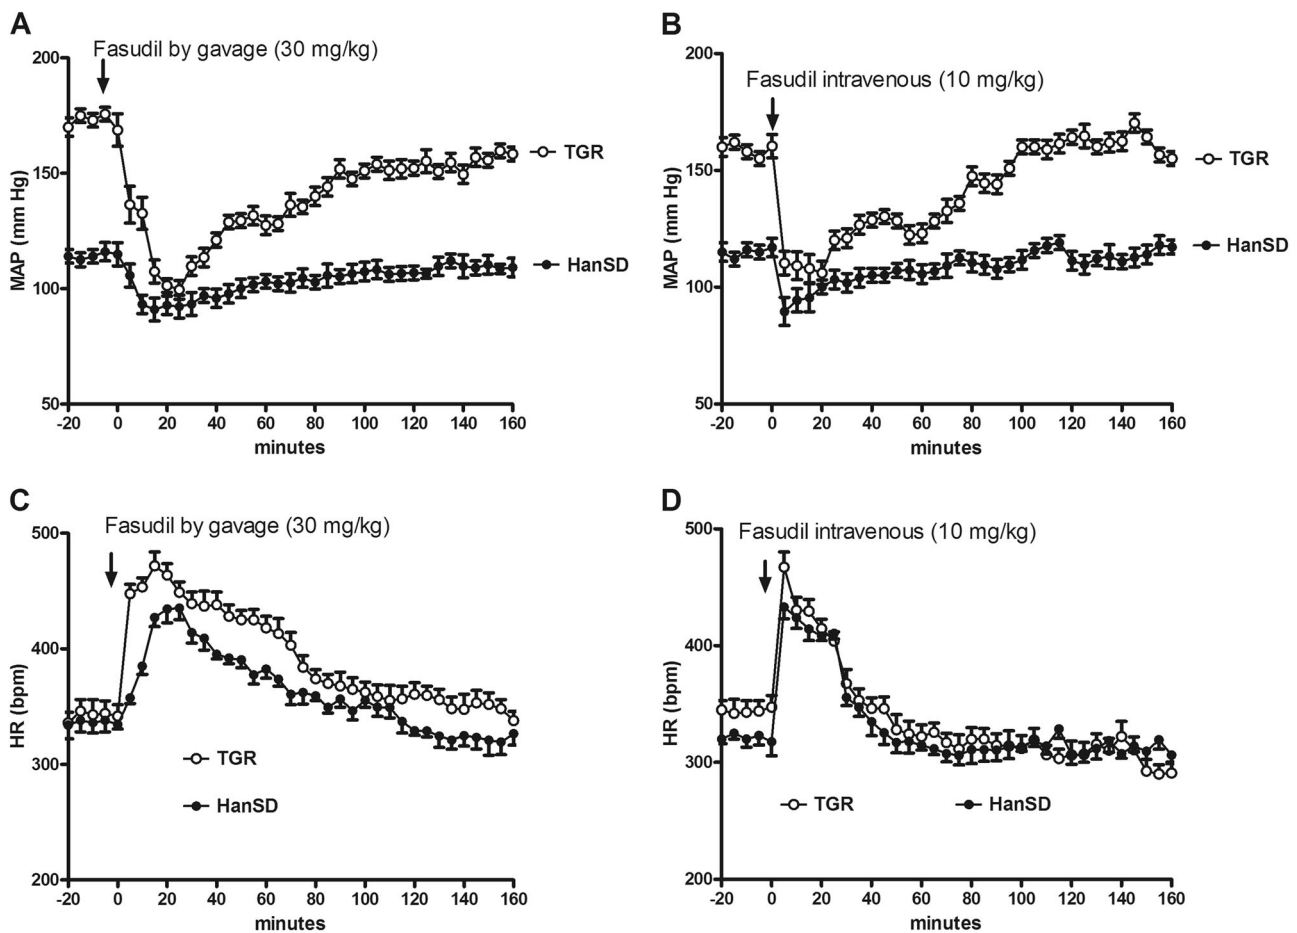 A
Fasudil by gavage (30 mg/kg)
200
150
100
50
MAP (mm Hg)
TGR
HanSD
-20 0 20 40 60 80 100 120 140 160
minutes
B
Fasudil intravenous (10 mg/kg)
200
150
100
50
MAP (mm Hg)
TGR
HanSD
-20 0 20 40 60 80 100 120 140 160
minutes
C
Fasudil by gavage (30 mg/kg)
500
400
300
200
HR (bpm)
TGR
HanSD
-20 0 20 40 60 80 100 120 140 160
minutes
D
Fasudil intravenous (10 mg/kg)
500
400
300
200
HR (bpm)
TGR HanSD
-20 0 20 40 60 80 100 120 140 160
minutes